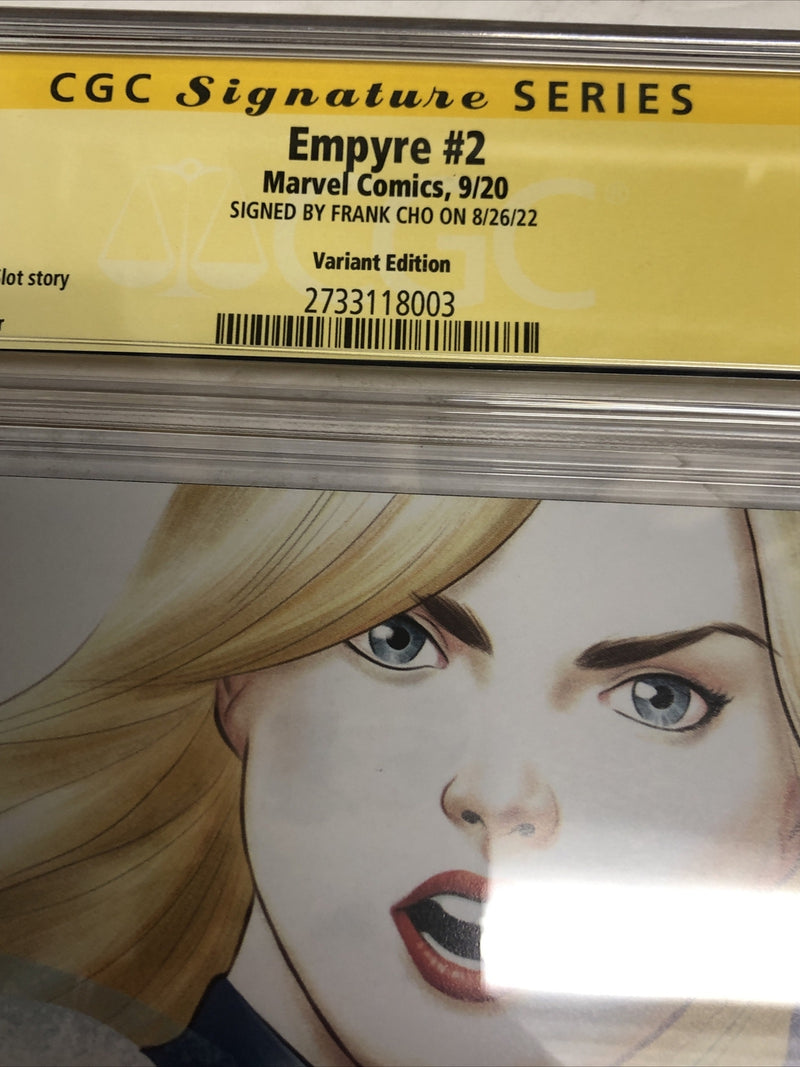 CGC Signature SERIES
Empyre #2
Marvel Comics, 9/20
SIGNED BY FRANK CHO ON 8/26/22
lot story
Variant Edition
2733118003
r
CGC